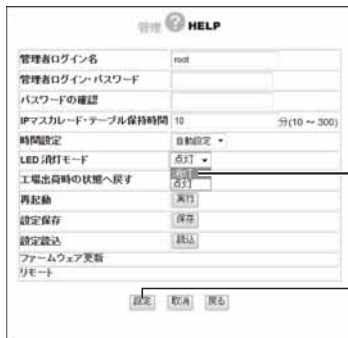 管理 ? HELP
管理者ログイン名 root
管理者ログイン・パスワード
パスワードの確認
IPマスカレード・テーブル保持時間 10 分(10 ~ 300)
時間設定 自動設定
LED 消灯モード 点灯
消灯
工場出荷時の状態へ戻す 点灯
再起動 実行
設定保存 保存
設定読込 読込
ファームウェア更新
リモート
設定 取消 戻る